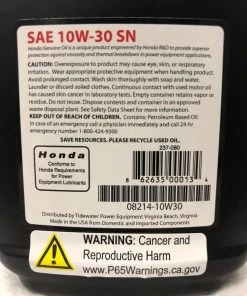 SAE 10W-30 SN
Honda Genuine Oil is a unique product engineered by Honda R&D to provide superior
protection against viscosity and thermal breakdown in power equipment applications.
CAUTION: Overexposure to product may cause eye, skin, or respiratory
irritation. Wear appropriate protective equipment when handling product.
Avoid prolonged contact. Wash skin thoroughly with soap and water.
Launder or discard soiled clothes. Continuous contact with used motor oil
has caused skin cancer in laboratory testing. Empty container retains vapor or
residue. Do not reuse container. Dispose of contents and container in an approved
waste disposal plant. See Safety Data Sheet for more information.
KEEP OUT OF REACH OF CHILDREN. Contains: Petroleum Based Oil.
In case of an emergency call a physician immediately and call 24-hr
emergency number 1-800-424-9300
SAVE RESOURCES. PLEASE RECYCLE USED OIL.
237-080
Honda
Conforms to
Honda Requirements
for Power
Equipment Lubricants
8 62635 00013 4
08214-10W30
Distributed by Tidewater Power Equipment Virginia Beach, Virginia
Made in the USA from Domestic and Imported Components
WARNING: Cancer and
Reproductive Harm
www.P65Warnings.ca.gov